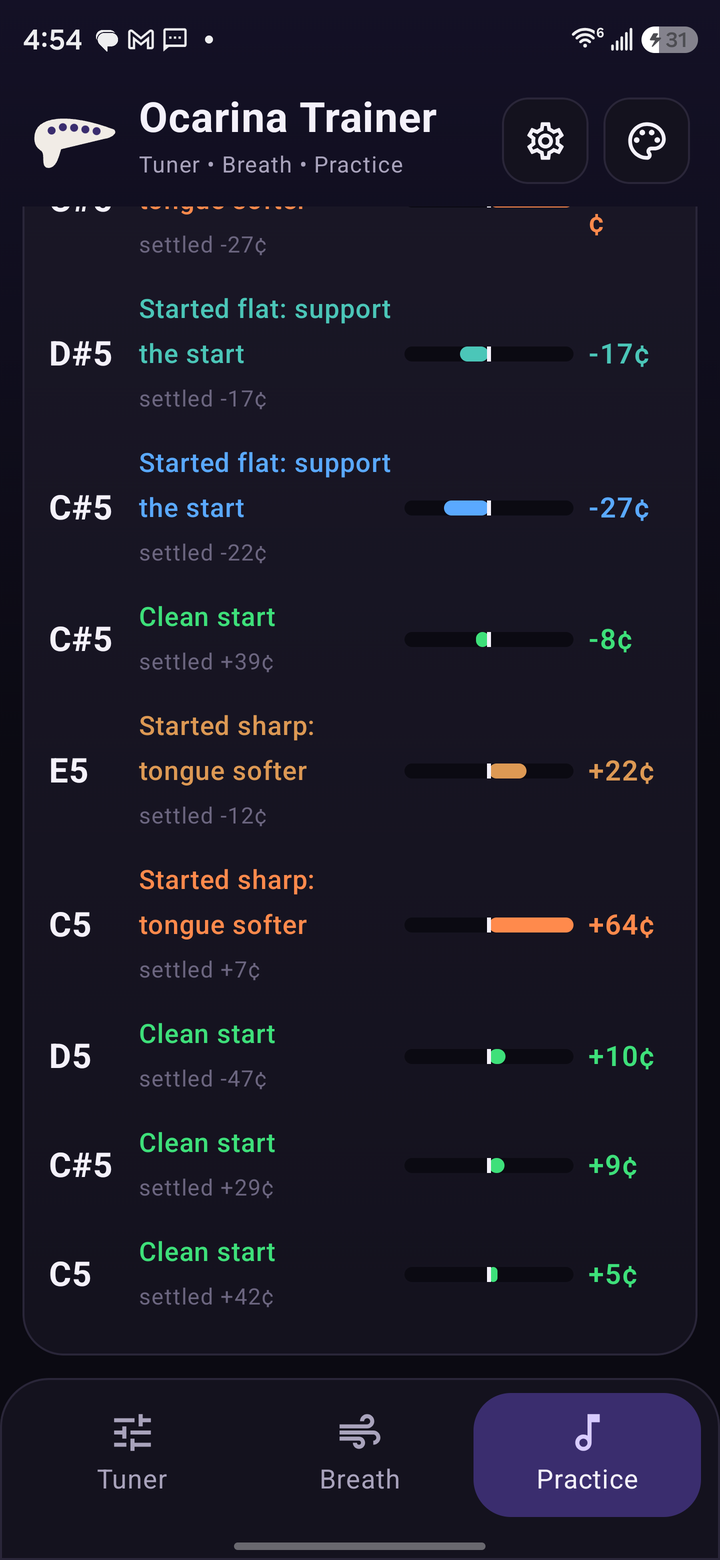 4:54
6
31
Ocarina Trainer
Tuner • Breath • Practice
tongue softer
¢
settled -27¢
Started flat: support
D#5
the start
-17¢
settled -17¢
Started flat: support
C#5
the start
-27¢
settled -22¢
Clean start
C#5
-8¢
settled +39¢
Started sharp:
E5
tongue softer
+22¢
settled -12¢
Started sharp:
C5
tongue softer
+64¢
settled +7¢
Clean start
D5
+10¢
settled -47¢
Clean start
C#5
+9¢
settled +29¢
Clean start
C5
+5¢
settled +42¢
Tuner
Breath
Practice